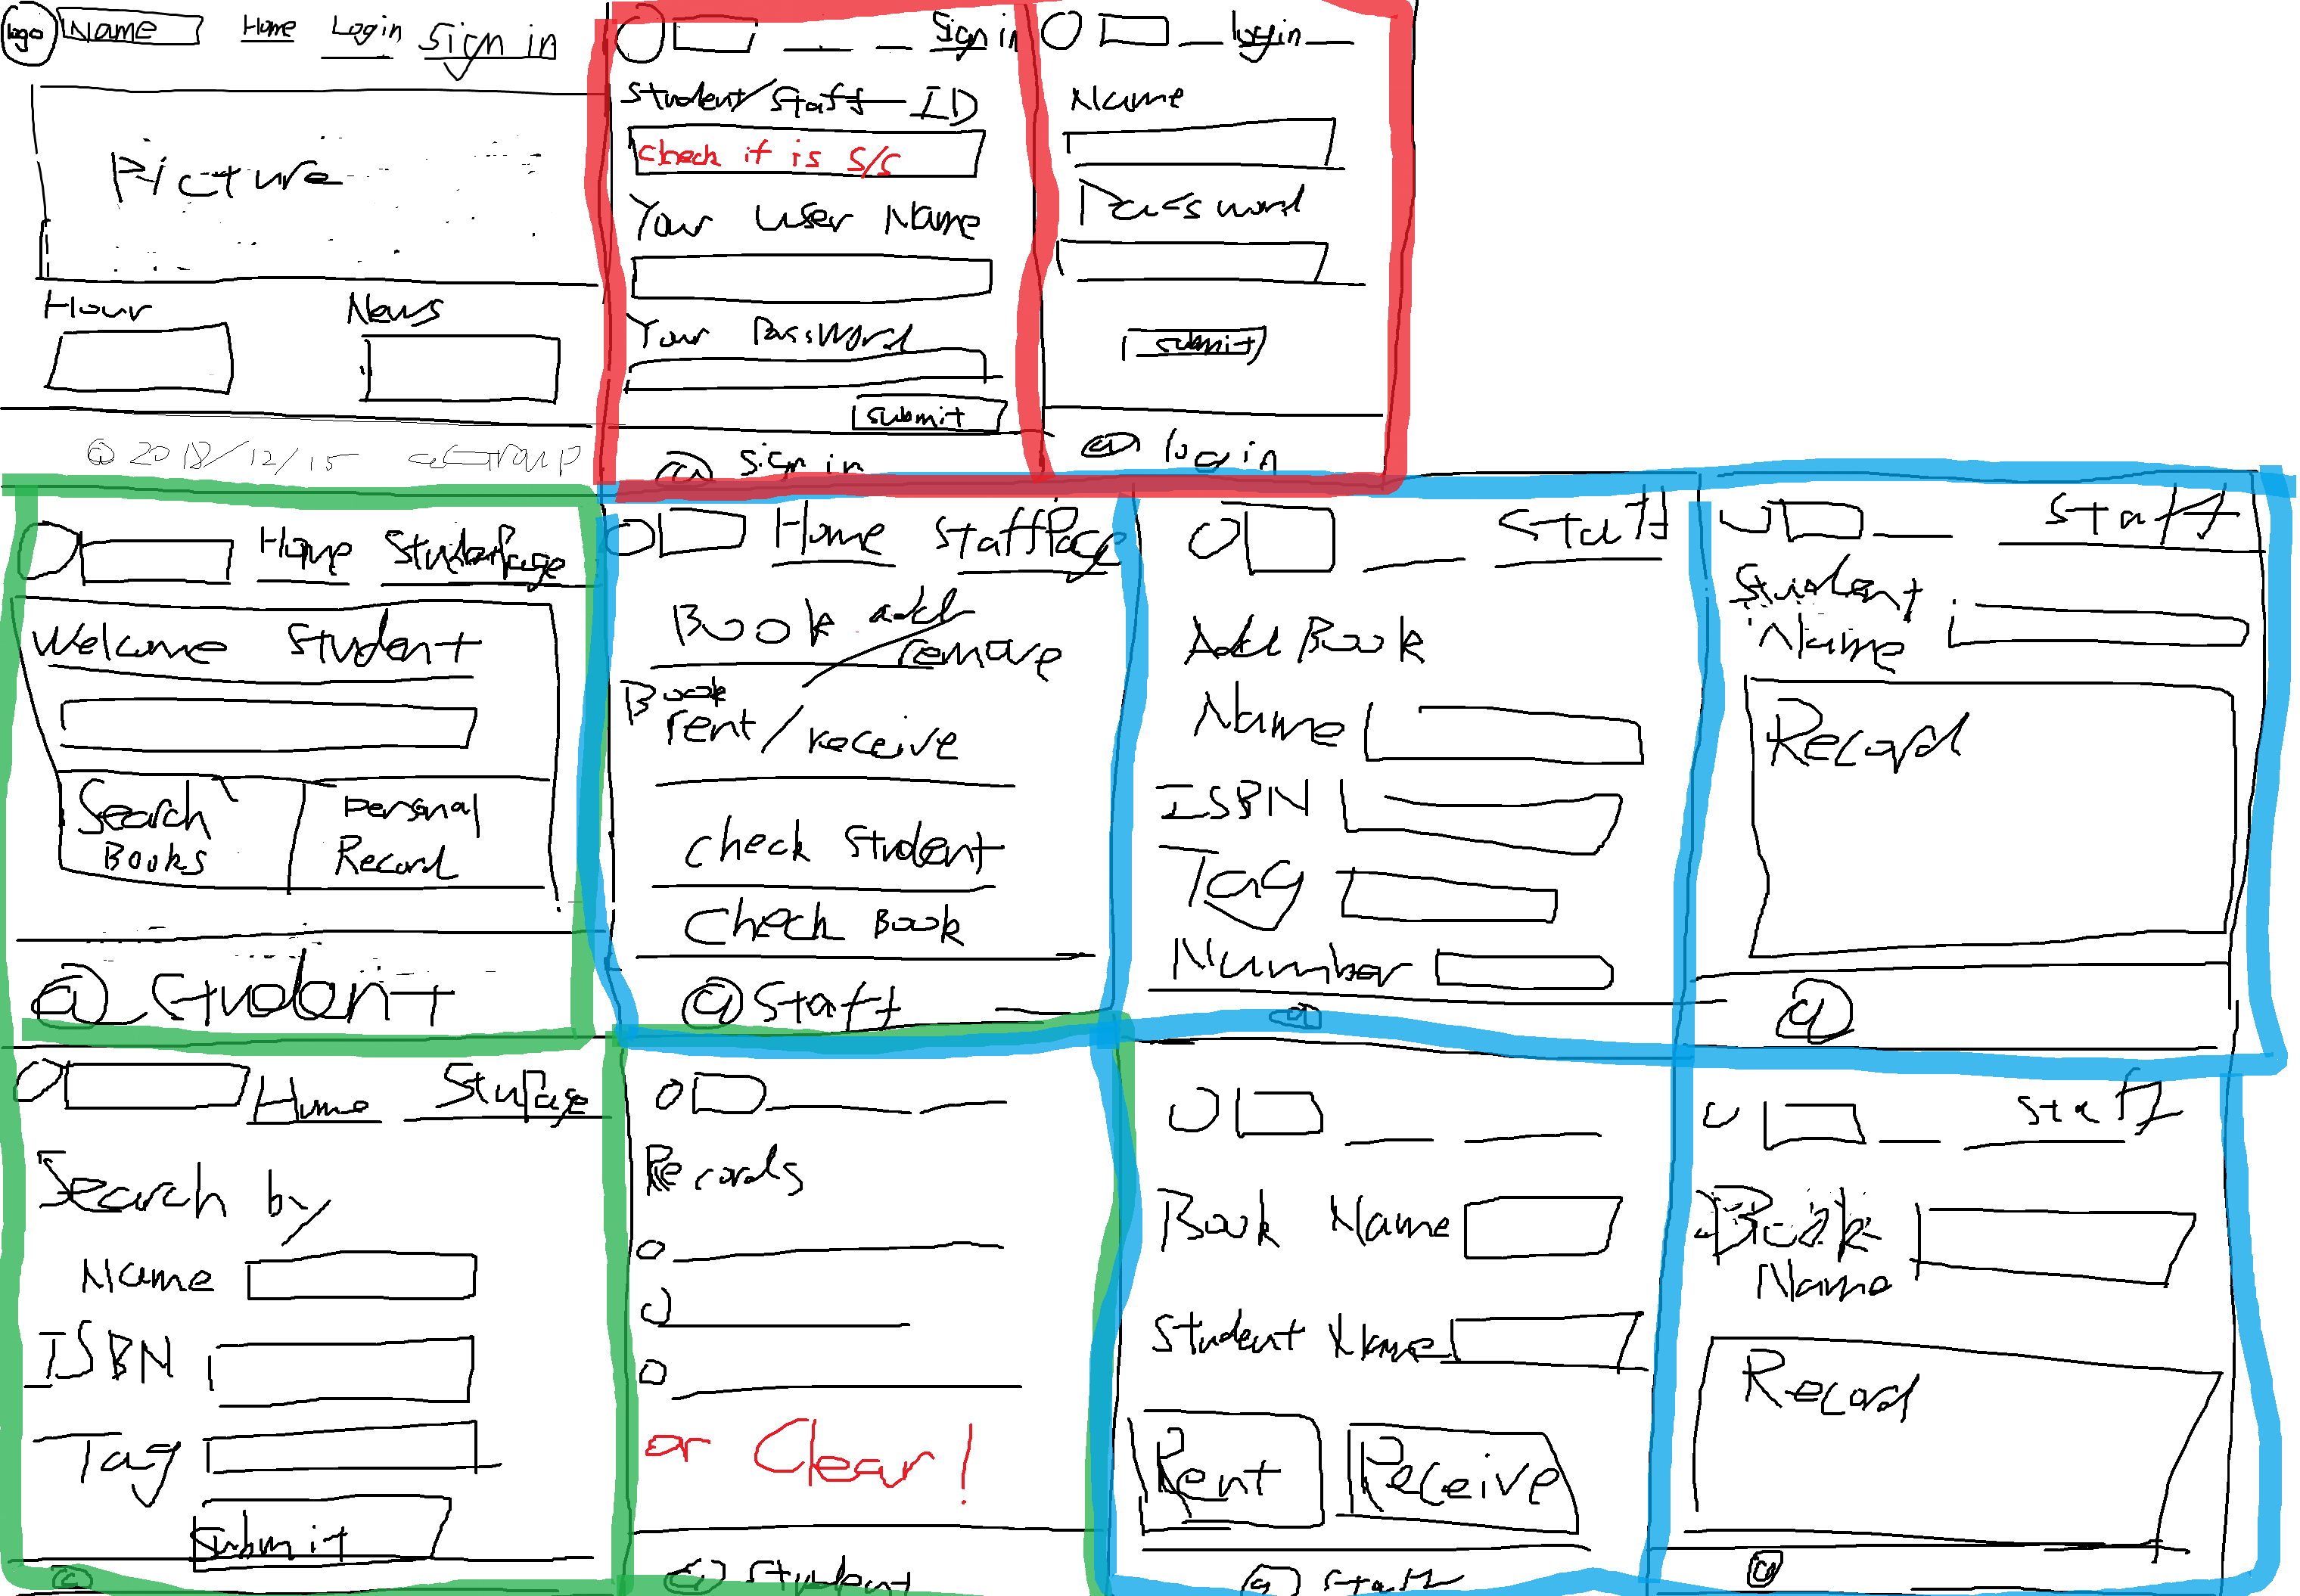 logo Name Home Login Sign in
Picture
Hour News
@ 2018/12/15
Sign in
Student/Staff ID
check if is S/S
Your User Name
Your Password
submit
@ sign in
login
Name
Password
submit
@ login
Home StudentPage
Welcome Student
Search
Books
Personal
Record
@ Student
Home StaffPage
Book add
remove
Book
rent/receive
check Student
check Book
@ Staff
Staff
Add Book
Name
ISBN
Tag
Number
@
Staff
Student
Name
Record
@
Home StuPage
Search by
Name
ISBN
Tag
Submit
@
Records
or Clear!
@ Student
Book Name
Student Name
Rent Receive
@ Staff
Staff
Book
Name
Record
@